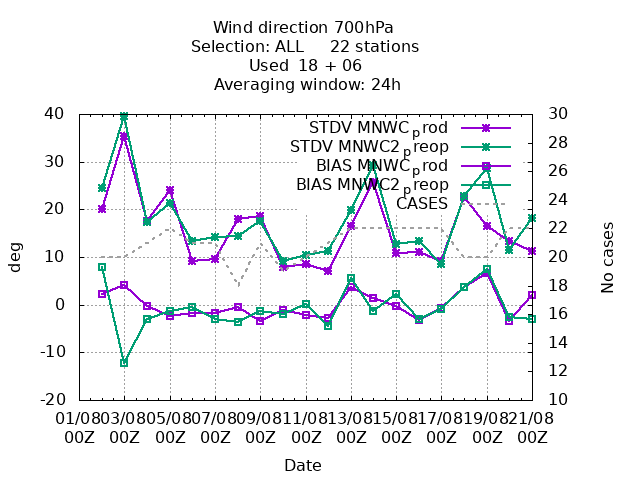 Wind direction 700hPa
Selection: ALL 22 stations
Used 18 + 06
Averaging window: 24h
40
30
20
10
0
-10
-20
deg
30
28
26
24
22
20
18
16
14
12
10
No cases
STDV MNWC_prod
STDV MNWC2_preop
BIAS MNWC_prod
BIAS MNWC2_preop
CASES
01/08 03/08 05/08 07/08 09/08 11/08 13/08 15/08 17/08 19/08 21/08
00Z 00Z 00Z 00Z 00Z 00Z 00Z 00Z 00Z 00Z 00Z
Date